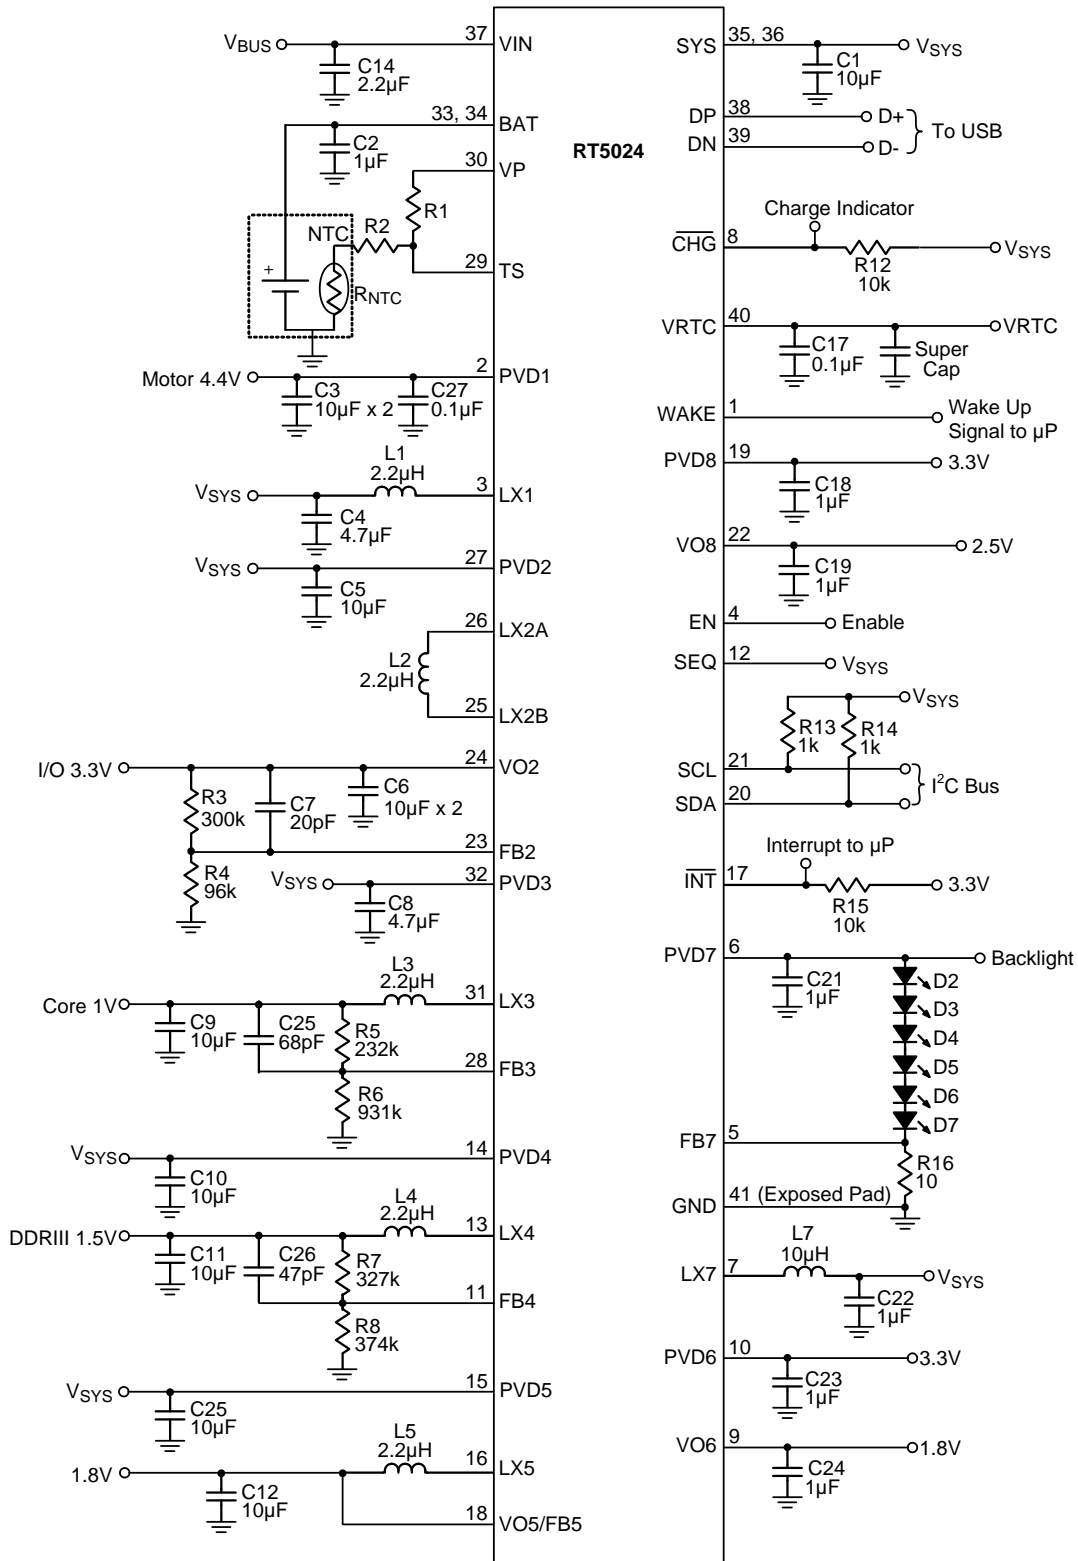 RT5024
37 VIN
VBUS
C14
2.2µF
33, 34 BAT
C2
1µF
30 VP
R1
R2
NTC
+
RNTC
29 TS
Motor 4.4V
2 PVD1
C3
10µF x 2
C27
0.1µF
L1
2.2µH
VSYS
3 LX1
C4
4.7µF
VSYS
27 PVD2
C5
10µF
26 LX2A
L2
2.2µH
25 LX2B
I/O 3.3V
24 VO2
R3
300k
C7
20pF
C6
10µF x 2
23 FB2
R4
96k
VSYS
32 PVD3
C8
4.7µF
L3
2.2µH
Core 1V
31 LX3
C9
10µF
C25
68pF
R5
232k
28 FB3
R6
931k
VSYS
14 PVD4
C10
10µF
L4
2.2µH
DDRIII 1.5V
13 LX4
C11
10µF
C26
47pF
R7
327k
11 FB4
R8
374k
VSYS
15 PVD5
C25
10µF
L5
2.2µH
1.8V
16 LX5
C12
10µF
18 VO5/FB5
SYS 35, 36
VSYS
C1
10µF
DP 38
D+
DN 39
D-
To USB
Charge Indicator
CHG 8
R12
10k
VSYS
VRTC 40
VRTC
C17
0.1µF
Super
Cap
WAKE 1
Wake Up
Signal to µP
PVD8 19
3.3V
C18
1µF
VO8 22
2.5V
C19
1µF
EN 4
Enable
SEQ 12
VSYS
VSYS
R13
1k
R14
1k
SCL 21
SDA 20
I2C Bus
Interrupt to µP
INT 17
R15
10k
3.3V
PVD7 6
Backlight
C21
1µF
D2
D3
D4
D5
D6
D7
FB7 5
R16
10
GND 41 (Exposed Pad)
L7
10µH
LX7 7
VSYS
C22
1µF
PVD6 10
3.3V
C23
1µF
VO6 9
1.8V
C24
1µF